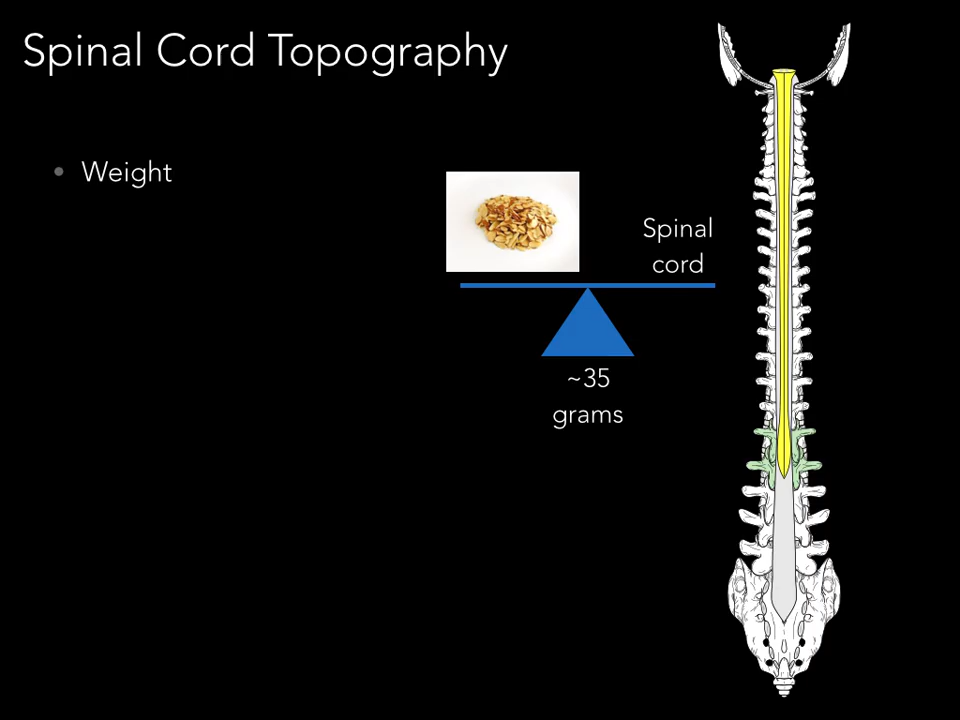 Spinal Cord Topography
• Weight
Spinal
cord
~35
grams